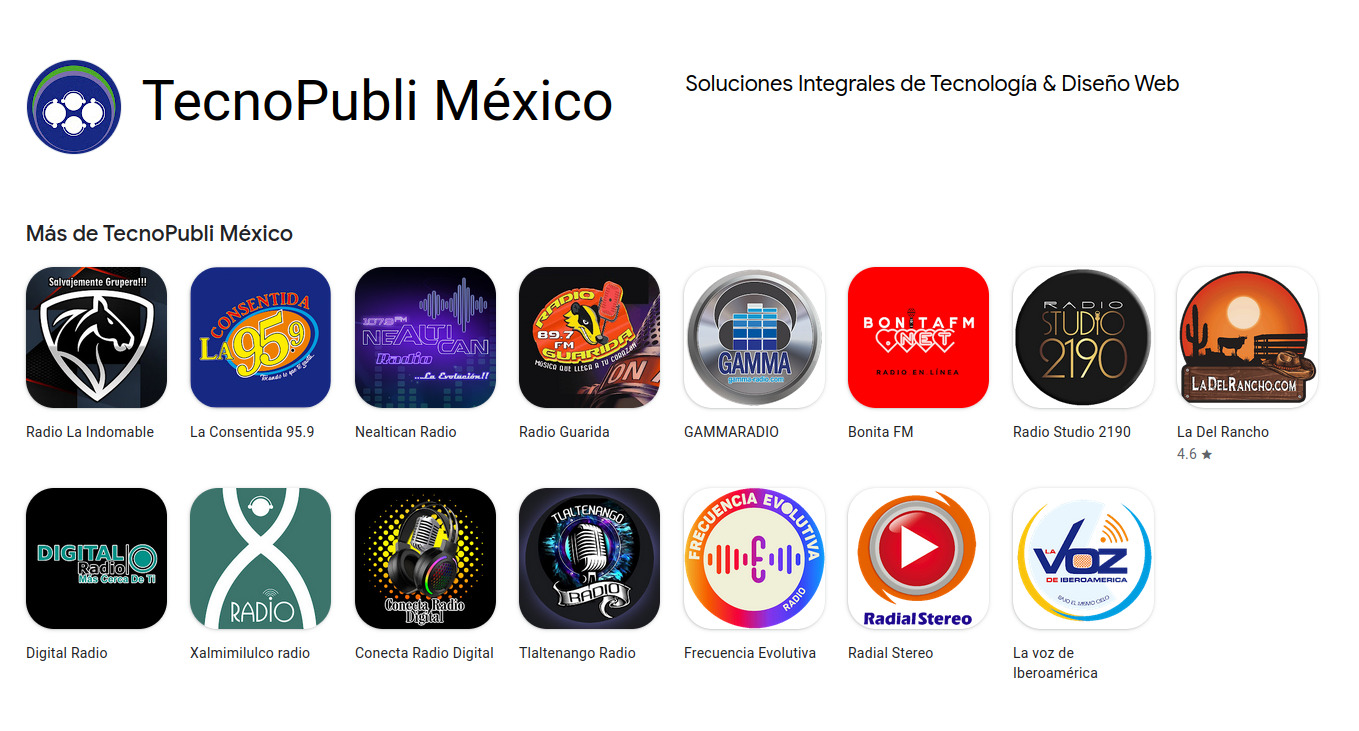 TecnoPubli México
Soluciones Integrales de Tecnología & Diseño Web
Más de TecnoPubli México
Salvajemente Grupera!!!
CONSENTIDA
LA 95.9
107.9 FM
NEALTICAN
Radio
...La Evolución!!
RADIO
89.7
FM
GUARIDA
MÚSICA QUE LLEGA A TU CORAZÓN
ON
GAMMA
gamma-radio.com
BONITAFM
.NET
RADIO EN LÍNEA
RADIO
STUDIO
2190
LADELRANCHO.COM
Radio La Indomable
La Consentida 95.9
Nealtican Radio
Radio Guarida
GAMMARADIO
Bonita FM
Radio Studio 2190
La Del Rancho
4.6 ★
DIGITAL
Radio
Más Cerca De Ti
RADIO
Conecta Radio
Digital
TLALTENANGO
RADIO
FRECUENCIA EVOLUTIVA
RADIO
Radial Stereo
LA
VOZ
DE IBEROAMERICA
BAJO EL MISMO CIELO
Digital Radio
Xalmimilulco radio
Conecta Radio Digital
Tlaltenango Radio
Frecuencia Evolutiva
Radial Stereo
La voz de
Iberoamérica